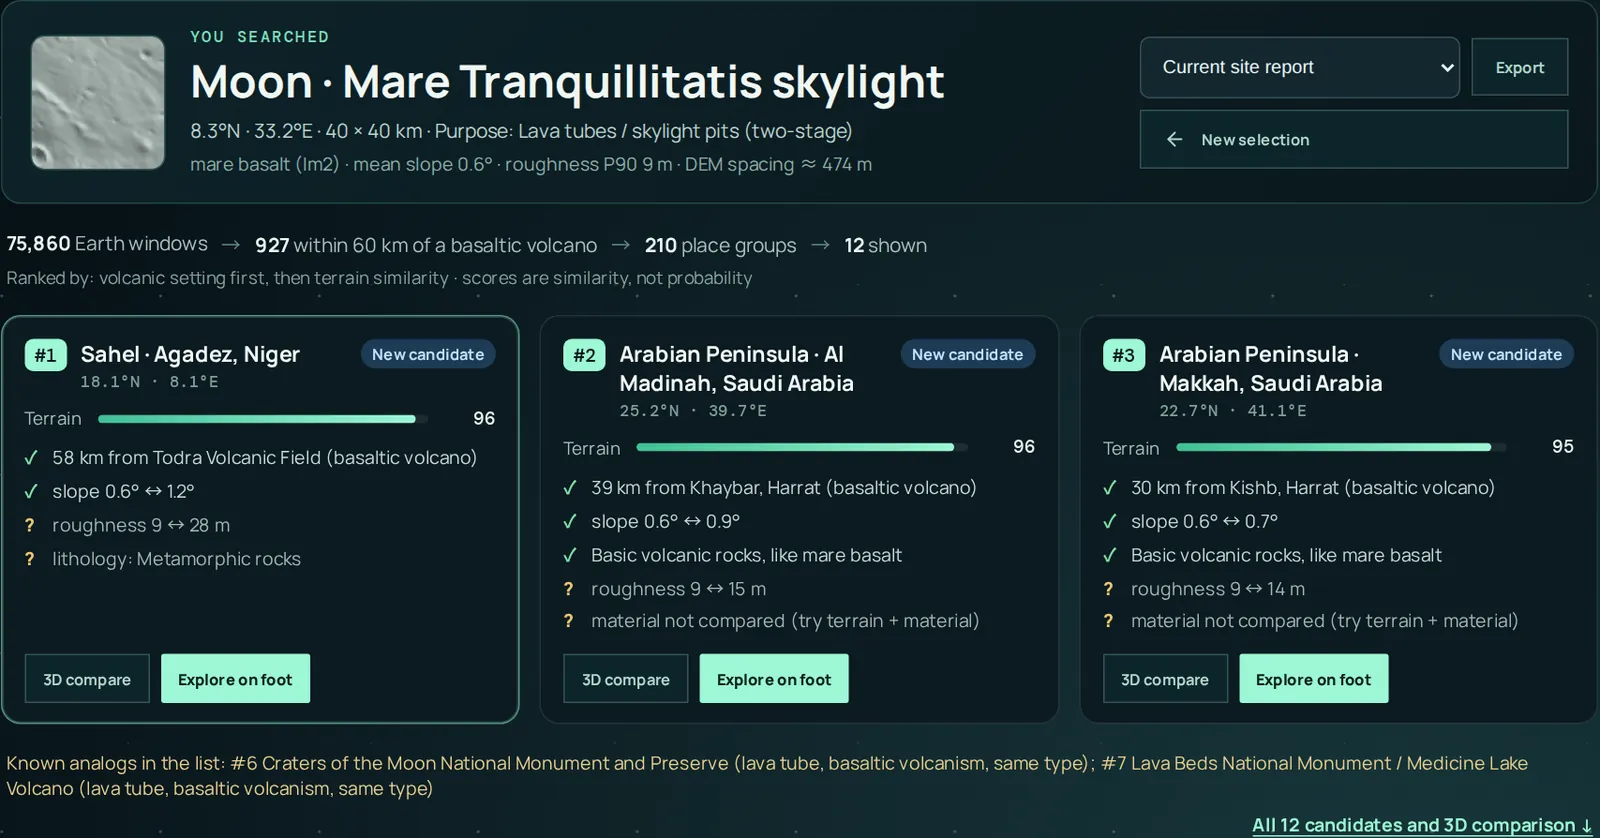 YOU SEARCHED
Moon · Mare Tranquillitatis skylight
8.3°N · 33.2°E · 40 × 40 km · Purpose: Lava tubes / skylight pits (two-stage)
mare basalt (Im2) · mean slope 0.6° · roughness P90 9 m · DEM spacing ≈ 474 m
Current site report
Export
← New selection
75,860 Earth windows → 927 within 60 km of a basaltic volcano → 210 place groups → 12 shown
Ranked by: volcanic setting first, then terrain similarity · scores are similarity, not probability
#1 Sahel · Agadez, Niger New candidate
18.1°N · 8.1°E
Terrain 96
✓ 58 km from Todra Volcanic Field (basaltic volcano)
✓ slope 0.6° ↔ 1.2°
? roughness 9 ↔ 28 m
? lithology: Metamorphic rocks
3D compare Explore on foot
#2 Arabian Peninsula · Al New candidate
Madinah, Saudi Arabia
25.2°N · 39.7°E
Terrain 96
✓ 39 km from Khaybar, Harrat (basaltic volcano)
✓ slope 0.6° ↔ 0.9°
✓ Basic volcanic rocks, like mare basalt
? roughness 9 ↔ 15 m
? material not compared (try terrain + material)
3D compare Explore on foot
#3 Arabian Peninsula · New candidate
Makkah, Saudi Arabia
22.7°N · 41.1°E
Terrain 95
✓ 30 km from Kishb, Harrat (basaltic volcano)
✓ slope 0.6° ↔ 0.7°
✓ Basic volcanic rocks, like mare basalt
? roughness 9 ↔ 14 m
? material not compared (try terrain + material)
3D compare Explore on foot
Known analogs in the list: #6 Craters of the Moon National Monument and Preserve (lava tube, basaltic volcanism, same type); #7 Lava Beds National Monument / Medicine Lake
Volcano (lava tube, basaltic volcanism, same type)
All 12 candidates and 3D comparison ↓